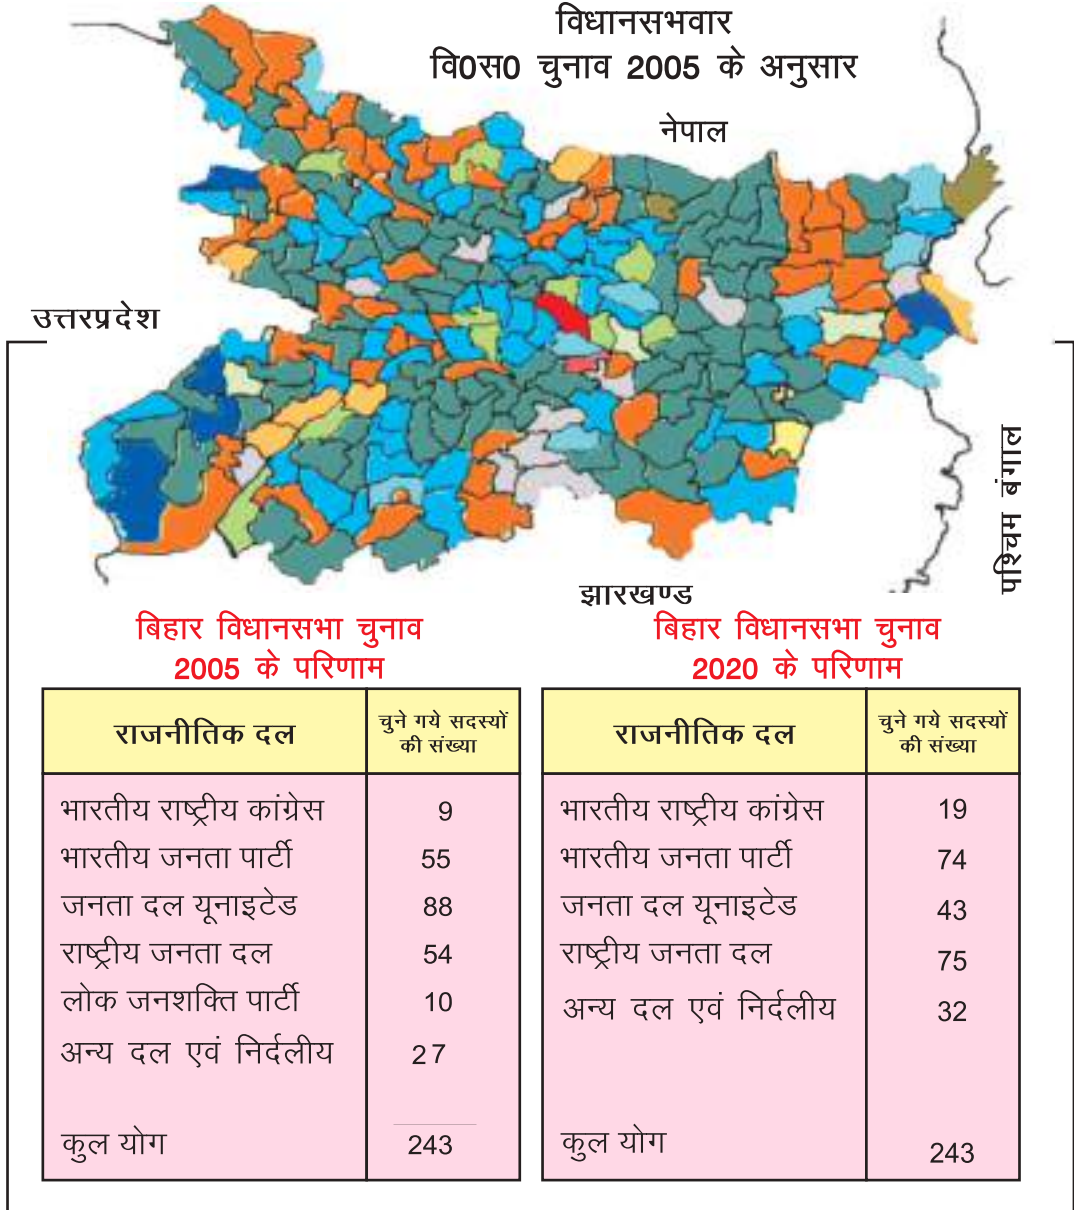 विधानसभवार
वि0स0 चुनाव 2005 के अनुसार
नेपाल
उत्तरप्रदेश
पश्चिम बंगाल
झारखण्ड
बिहार विधानसभा चुनाव
2005 के परिणाम
राजनीतिक दल चुने गये सदस्यों की संख्या
भारतीय राष्ट्रीय कांग्रेस 9
भारतीय जनता पार्टी 55
जनता दल यूनाइटेड 88
राष्ट्रीय जनता दल 54
लोक जनशक्ति पार्टी 10
अन्य दल एवं निर्दलीय 27
कुल योग 243
बिहार विधानसभा चुनाव
2020 के परिणाम
राजनीतिक दल चुने गये सदस्यों की संख्या
भारतीय राष्ट्रीय कांग्रेस 19
भारतीय जनता पार्टी 74
जनता दल यूनाइटेड 43
राष्ट्रीय जनता दल 75
अन्य दल एवं निर्दलीय 32
कुल योग 243